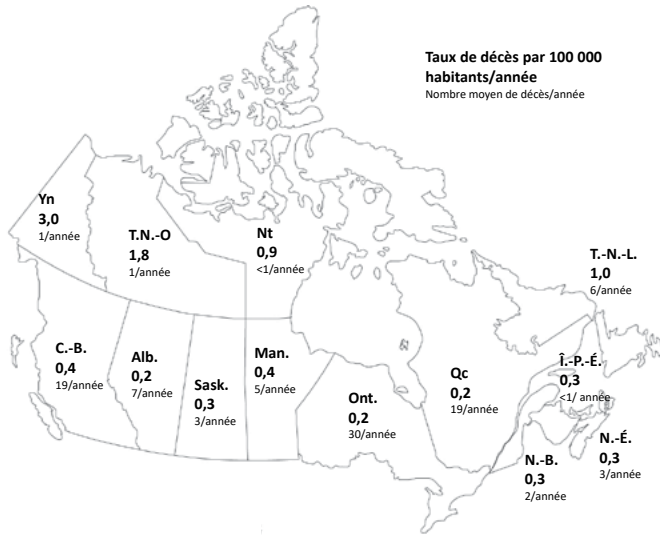 Taux de décès par 100 000
habitants/année
Nombre moyen de décès/année
Yn
3,0
1/année
T.N.-O
1,8
1/année
Nt
0,9
<1/année
T.-N.-L.
1,0
6/année
C.-B.
0,4
19/année
Alb.
0,2
7/année
Sask.
0,3
3/année
Man.
0,4
5/année
Ont.
0,2
30/année
Qc
0,2
19/année
Î.-P.-É.
0,3
<1/ année
N.-B.
0,3
2/année
N.-É.
0,3
3/année